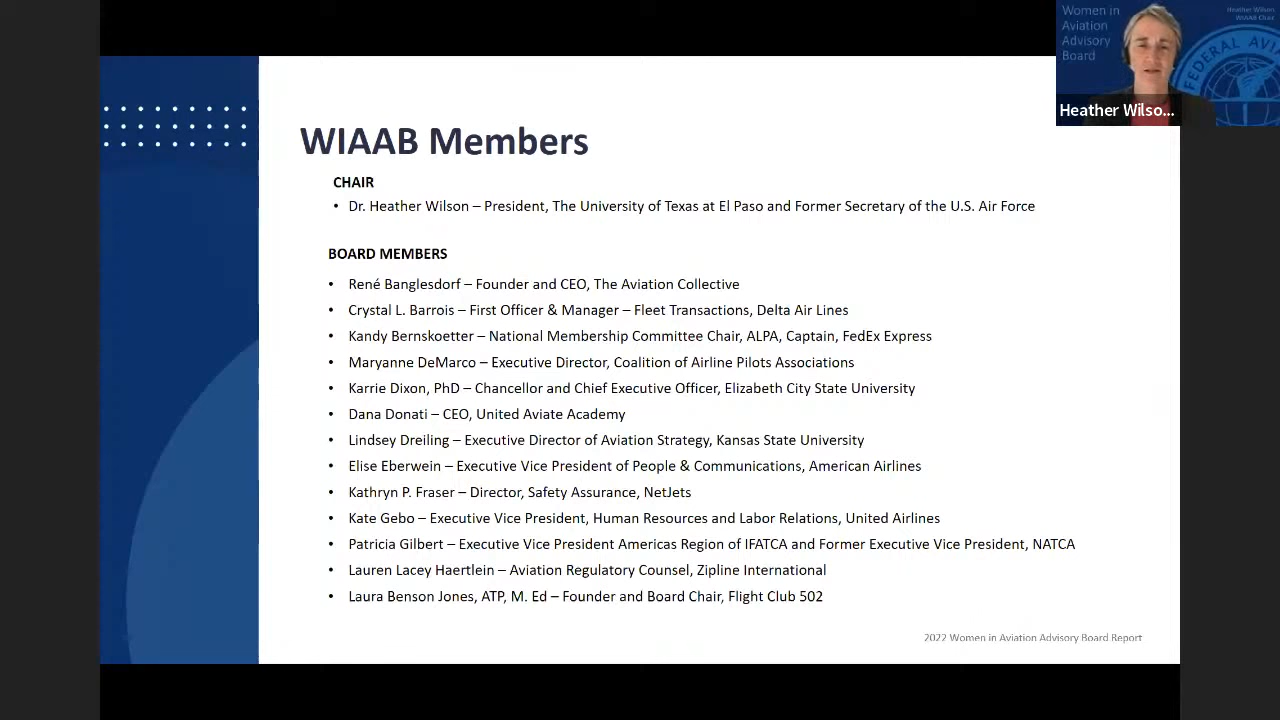 Women in
Aviation
Advisory
Board
Heather Wilson
WIAAB Chair
FEDERAL AVI
Heather Wilso...
WIAAB Members
CHAIR
• Dr. Heather Wilson – President, The University of Texas at El Paso and Former Secretary of the U.S. Air Force
BOARD MEMBERS
• René Banglesdorf – Founder and CEO, The Aviation Collective
• Crystal L. Barrois – First Officer & Manager – Fleet Transactions, Delta Air Lines
• Kandy Bernskoetter – National Membership Committee Chair, ALPA, Captain, FedEx Express
• Maryanne DeMarco – Executive Director, Coalition of Airline Pilots Associations
• Karrie Dixon, PhD – Chancellor and Chief Executive Officer, Elizabeth City State University
• Dana Donati – CEO, United Aviate Academy
• Lindsey Dreiling – Executive Director of Aviation Strategy, Kansas State University
• Elise Eberwein – Executive Vice President of People & Communications, American Airlines
• Kathryn P. Fraser – Director, Safety Assurance, NetJets
• Kate Gebo – Executive Vice President, Human Resources and Labor Relations, United Airlines
• Patricia Gilbert – Executive Vice President Americas Region of IFATCA and Former Executive Vice President, NATCA
• Lauren Lacey Haertlein – Aviation Regulatory Counsel, Zipline International
• Laura Benson Jones, ATP, M. Ed – Founder and Board Chair, Flight Club 502
2022 Women in Aviation Advisory Board Report